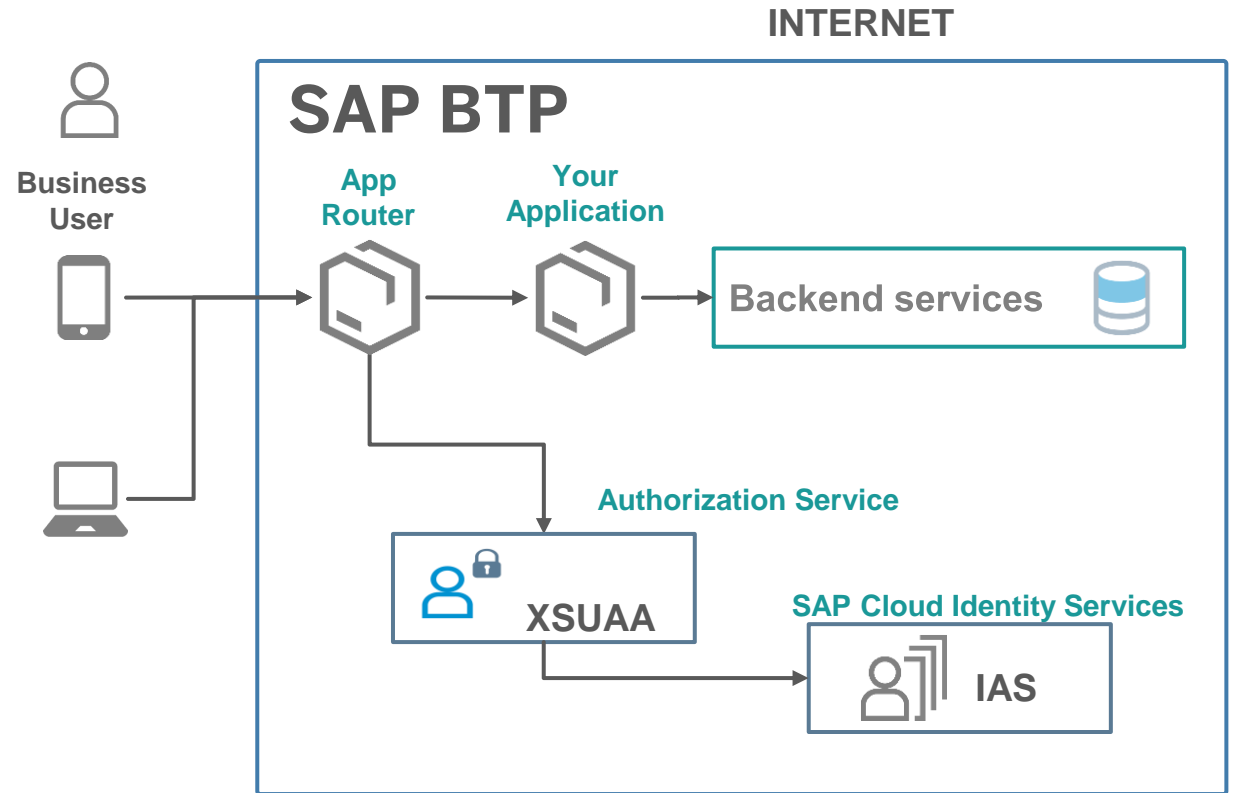 INTERNET
SAP BTP
Business
User
App
Router
Your
Application
Backend services
Authorization Service
XSUAA
SAP Cloud Identity Services
IAS